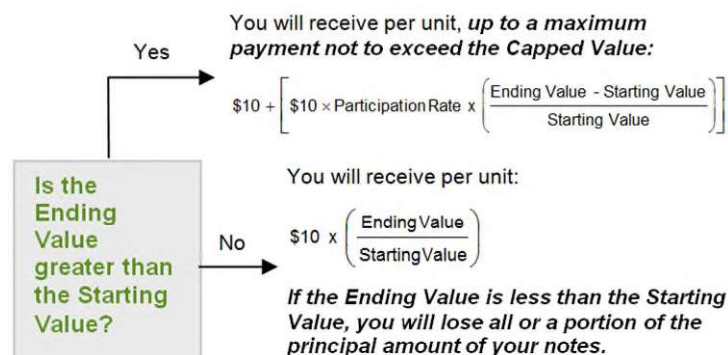 You will receive per unit, up to a maximum
payment not to exceed the Capped Value:
Yes
$10 + [ $10 × Participation Rate x ( Ending Value - Starting Value / Starting Value ) ]
Is the
Ending
Value
greater than
the Starting
Value?
You will receive per unit:
No
$10 x ( Ending Value / Starting Value )
If the Ending Value is less than the Starting
Value, you will lose all or a portion of the
principal amount of your notes.